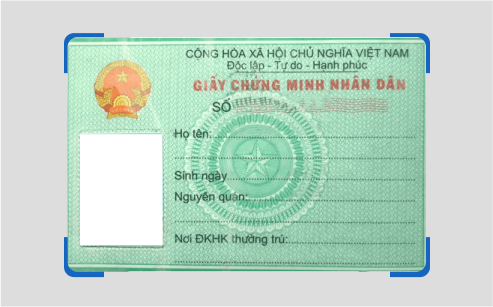 CỘNG HÒA XÃ HỘI CHỦ NGHĨA VIỆT NAM
Độc lập - Tự do - Hạnh phúc
GIẤY CHỨNG MINH NHÂN DÂN
SỐ
Họ tên:
Sinh ngày
Nguyên quán:
Nơi ĐKHK thường trú: